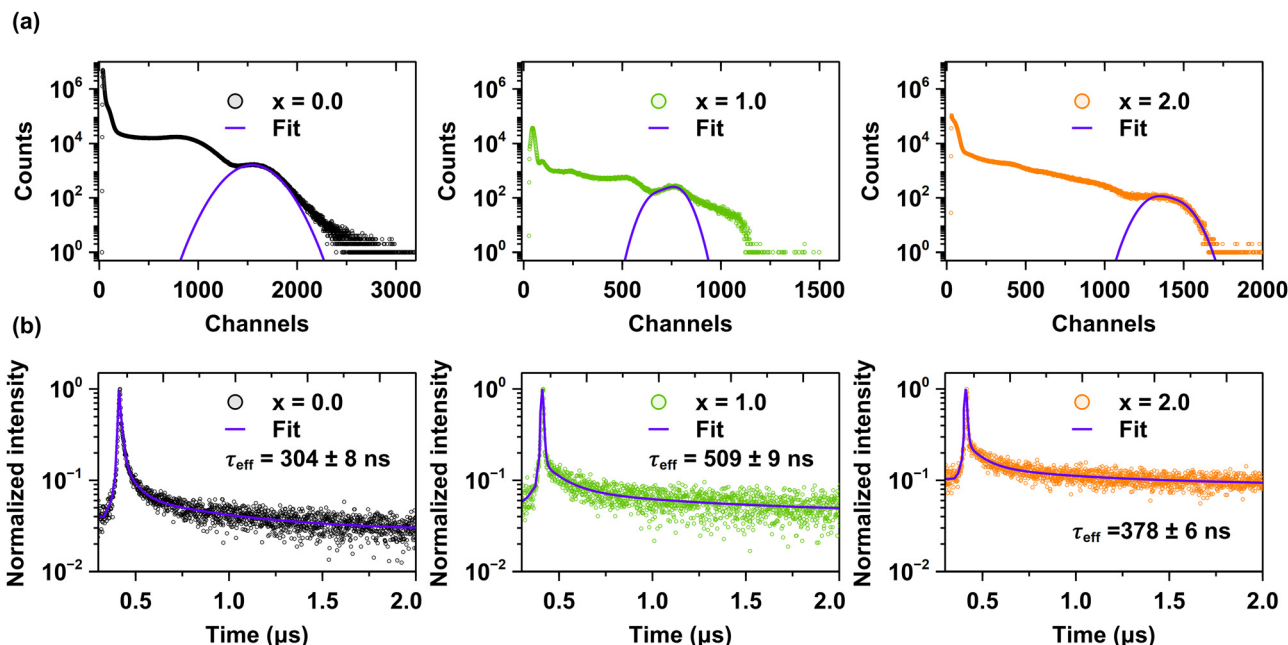 (a)
10⁶
10⁴
10²
10⁰
Counts
x = 0.0
Fit
0 1000 2000 3000
Channels
10⁶
10⁴
10²
10⁰
Counts
x = 1.0
Fit
0 500 1000 1500
Channels
10⁶
10⁴
10²
10⁰
Counts
x = 2.0
Fit
0 500 1000 1500 2000
Channels
(b)
10⁰
10⁻¹
10⁻²
Normalized intensity
x = 0.0
Fit
τeff = 304 ± 8 ns
0.5 1.0 1.5 2.0
Time (µs)
10⁰
10⁻¹
10⁻²
Normalized intensity
x = 1.0
Fit
τeff = 509 ± 9 ns
0.5 1.0 1.5 2.0
Time (µs)
10⁰
10⁻¹
10⁻²
Normalized intensity
x = 2.0
Fit
τeff =378 ± 6 ns
0.5 1.0 1.5 2.0
Time (µs)